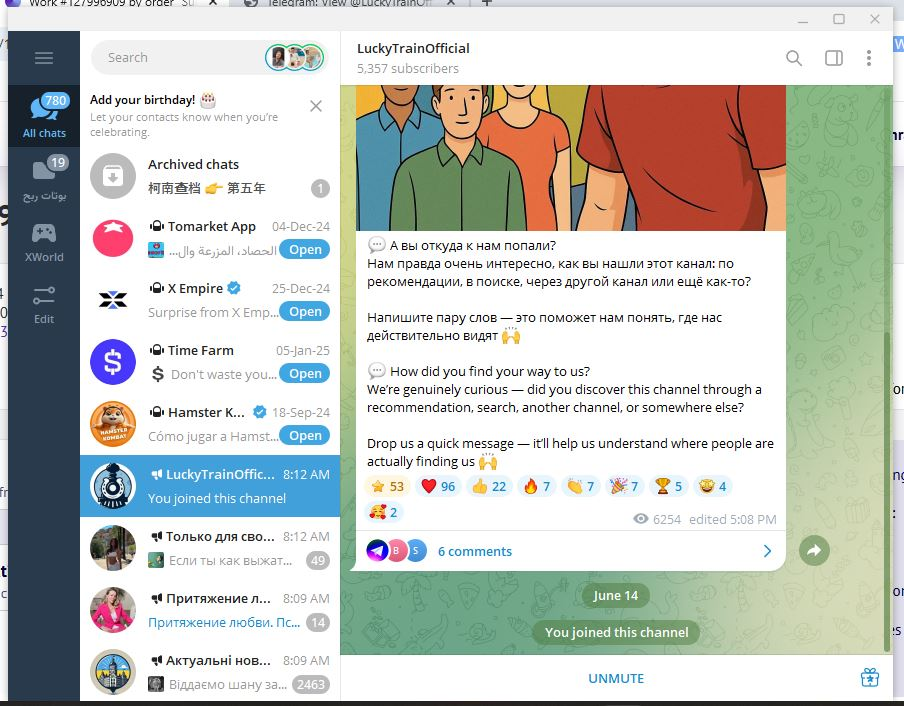 Work #127996909 by order
Telegram: View @LuckyTrainOff
LuckyTrainOfficial
5,357 subscribers
Search
780
All chats
19
بوتات ربح
XWorld
Edit
Add your birthday! 🎂
Let your contacts know when you're
celebrating.
Archived chats
柯南查档 👉 第五年
1
Tomarket App
04-Dec-24
الحصاد، المزرعة وال...
Open
X Empire
25-Dec-24
Surprise from X Emp...
Open
Time Farm
05-Jan-25
Don't waste you...
Open
Hamster K...
18-Sep-24
Cómo jugar a Hamst...
Open
HAMSTER
KOMBAT
LuckyTrainOffic...
8:12 AM
You joined this channel
Только для сво...
8:12 AM
Если ты как выжат...
49
Притяжение л...
8:09 AM
Притяжение любви. Пс...
14
Актуальні нов...
8:09 AM
Віддаємо шану за...
2463
💬 А вы откуда к нам попали?
Нам правда очень интересно, как вы нашли этот канал: по
рекомендации, в поиске, через другой канал или ещё как-то?
Напишите пару слов — это поможет нам понять, где нас
действительно видят 🙌
💬 How did you find your way to us?
We're genuinely curious — did you discover this channel through a
recommendation, search, another channel, or somewhere else?
Drop us a quick message — it'll help us understand where people are
actually finding us 🙌
⭐ 53 ❤️ 96 👍 22 🔥 7 👏 7 🎉 7 🏆 5 🤩 4
🥰 2
6254 edited 5:08 PM
B S
6 comments
June 14
You joined this channel
UNMUTE